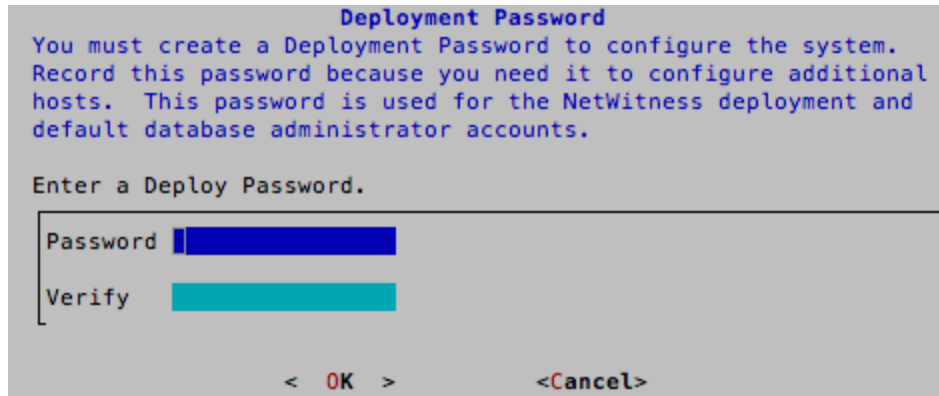 Deployment Password
You must create a Deployment Password to configure the system.
Record this password because you need it to configure additional
hosts.  This password is used for the NetWitness deployment and
default database administrator accounts.
Enter a Deploy Password.
Password
Verify
<  OK  >    <Cancel>